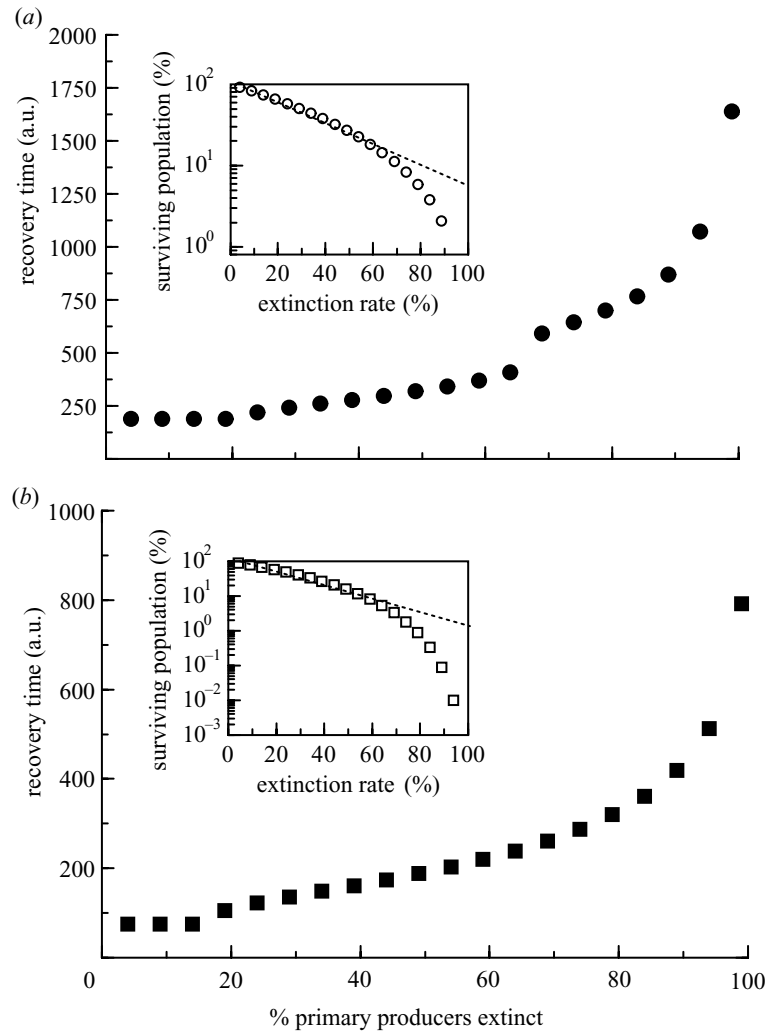 (a)
2000
1750
1500
1250
1000
750
500
250
recovery time (a.u.)
10²
10¹
10⁰
surviving population (%)
0 20 40 60 80 100
extinction rate (%)
(b)
1000
800
600
400
200
0
recovery time (a.u.)
10²
10¹
10⁰
10⁻¹
10⁻²
10⁻³
surviving population (%)
0 20 40 60 80 100
extinction rate (%)
20 40 60 80 100
% primary producers extinct